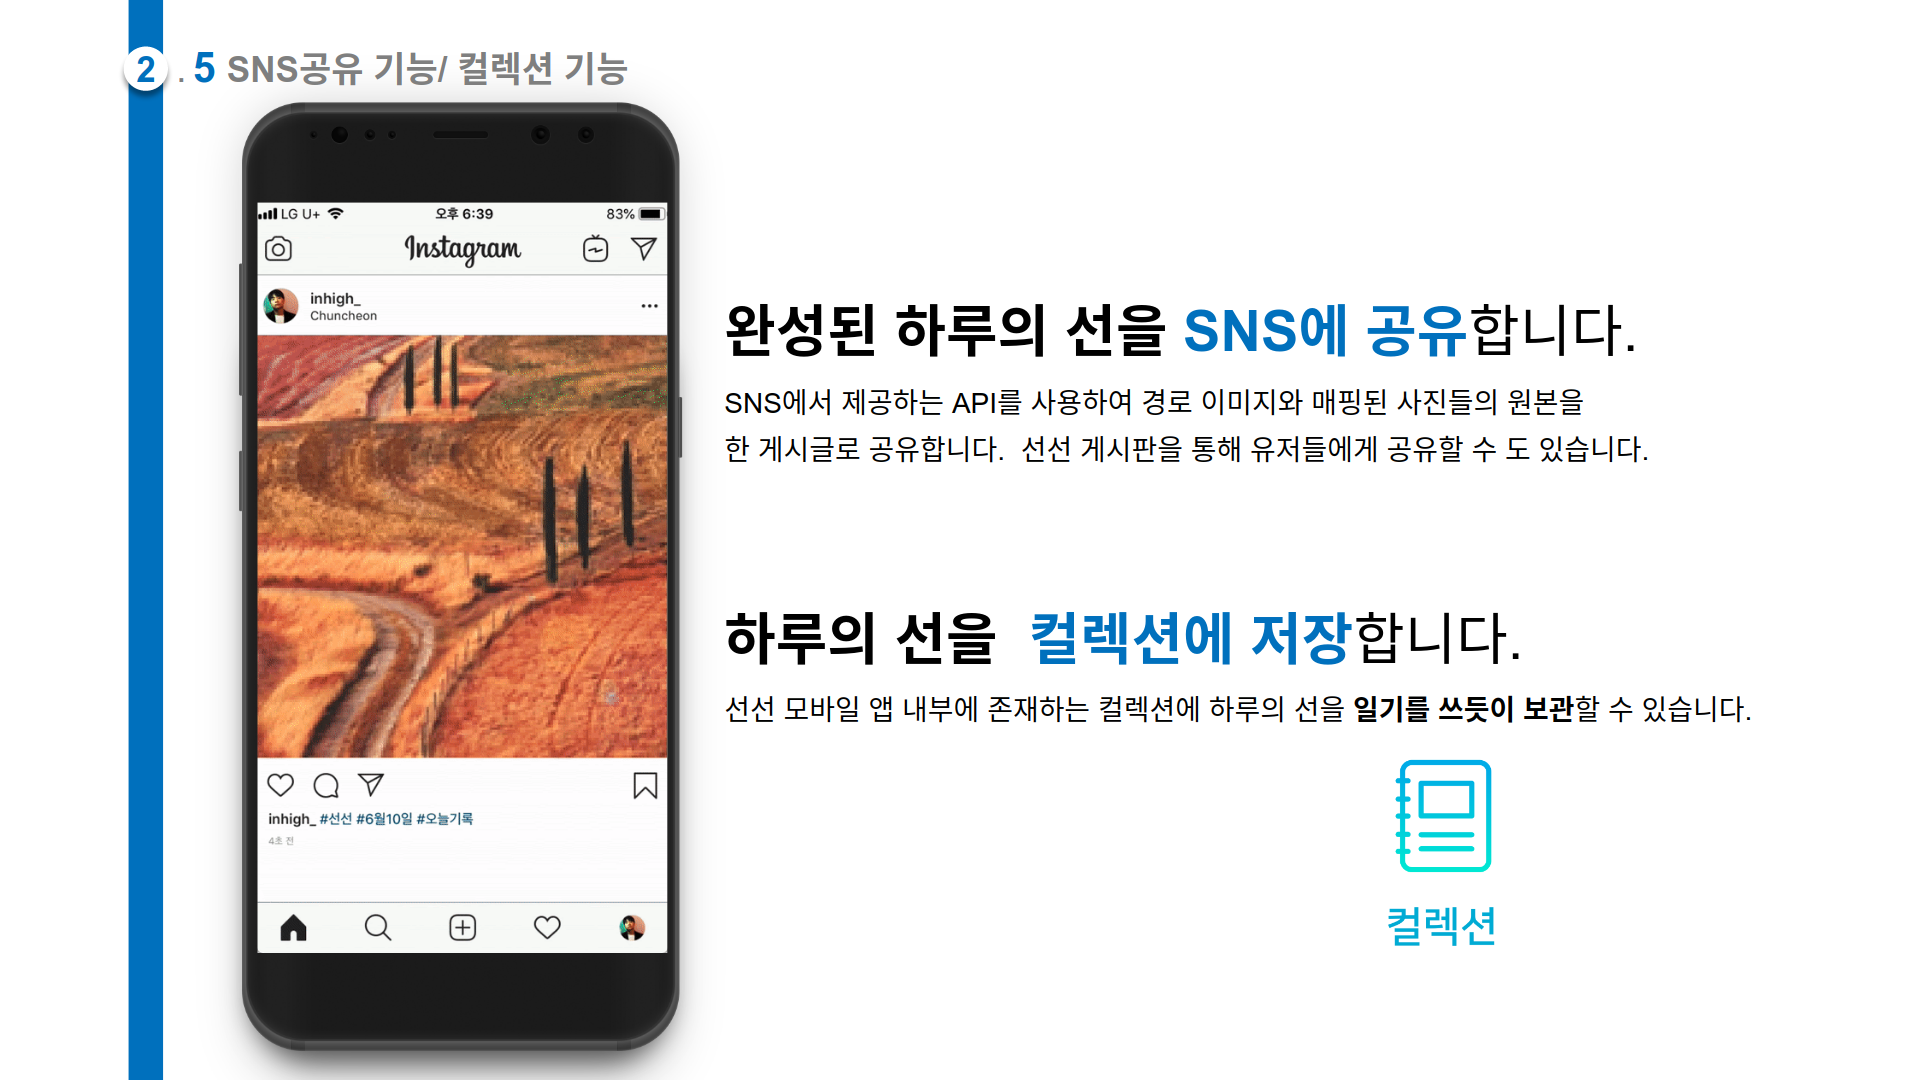 2 . 5 SNS공유 기능/ 컬렉션 기능
LG U+ 오후 6:39 83%
Instagram
inhigh_
Chuncheon
inhigh_ #선선 #6월10일 #오늘기록
4초 전
완성된 하루의 선을 SNS에 공유합니다.
SNS에서 제공하는 API를 사용하여 경로 이미지와 매핑된 사진들의 원본을
한 게시글로 공유합니다.  선선 게시판을 통해 유저들에게 공유할 수 도 있습니다.
하루의 선을  컬렉션에 저장합니다.
선선 모바일 앱 내부에 존재하는 컬렉션에 하루의 선을 일기를 쓰듯이 보관할 수 있습니다.
컬렉션